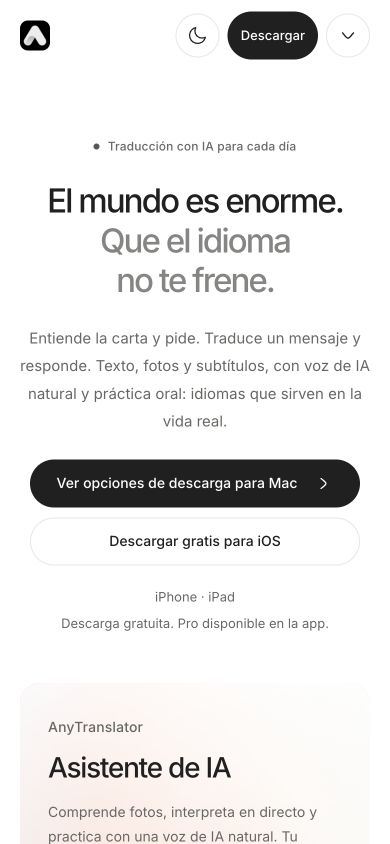 Descargar
Traducción con IA para cada día
El mundo es enorme.
Que el idioma
no te frene.
Entiende la carta y pide. Traduce un mensaje y
responde. Texto, fotos y subtítulos, con voz de IA
natural y práctica oral: idiomas que sirven en la
vida real.
Ver opciones de descarga para Mac
Descargar gratis para iOS
iPhone · iPad
Descarga gratuita. Pro disponible en la app.
AnyTranslator
Asistente de IA
Comprende fotos, interpreta en directo y
practica con una voz de IA natural. Tu